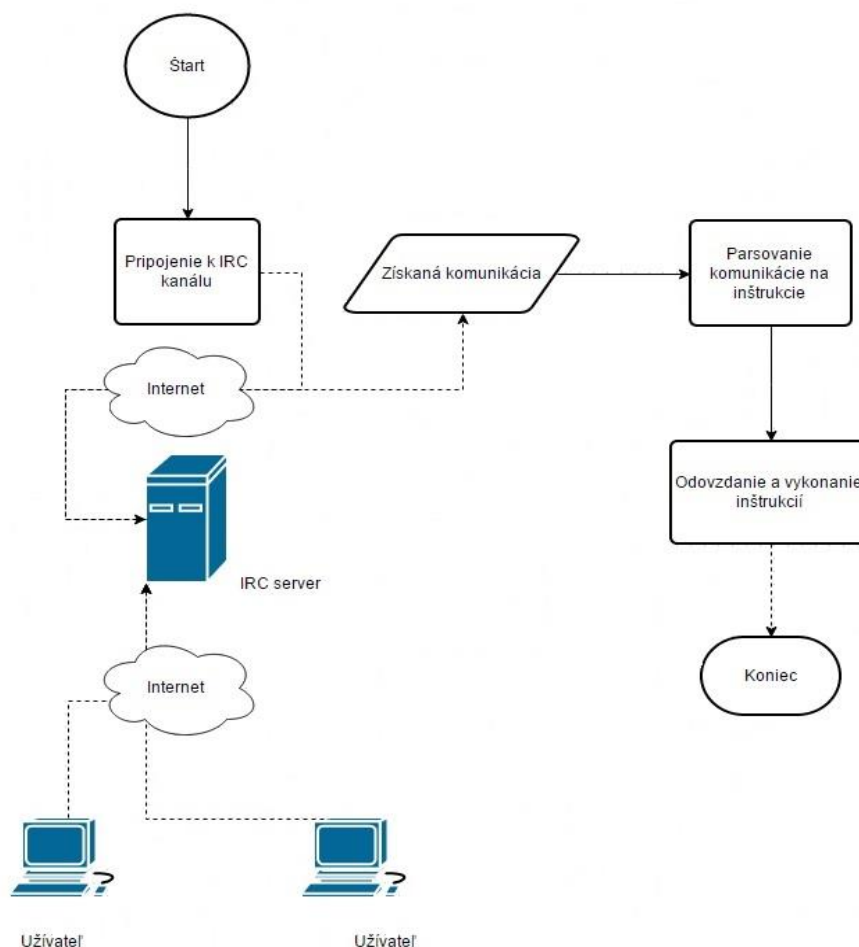 Štart
Pripojenie k IRC
kanálu
Získaná komunikácia
Parsovanie
komunikácie na
inštrukcie
Internet
Odovzdanie a vykonanie
inštrukcií
IRC server
Internet
Koniec
Užívateľ
Užívateľ